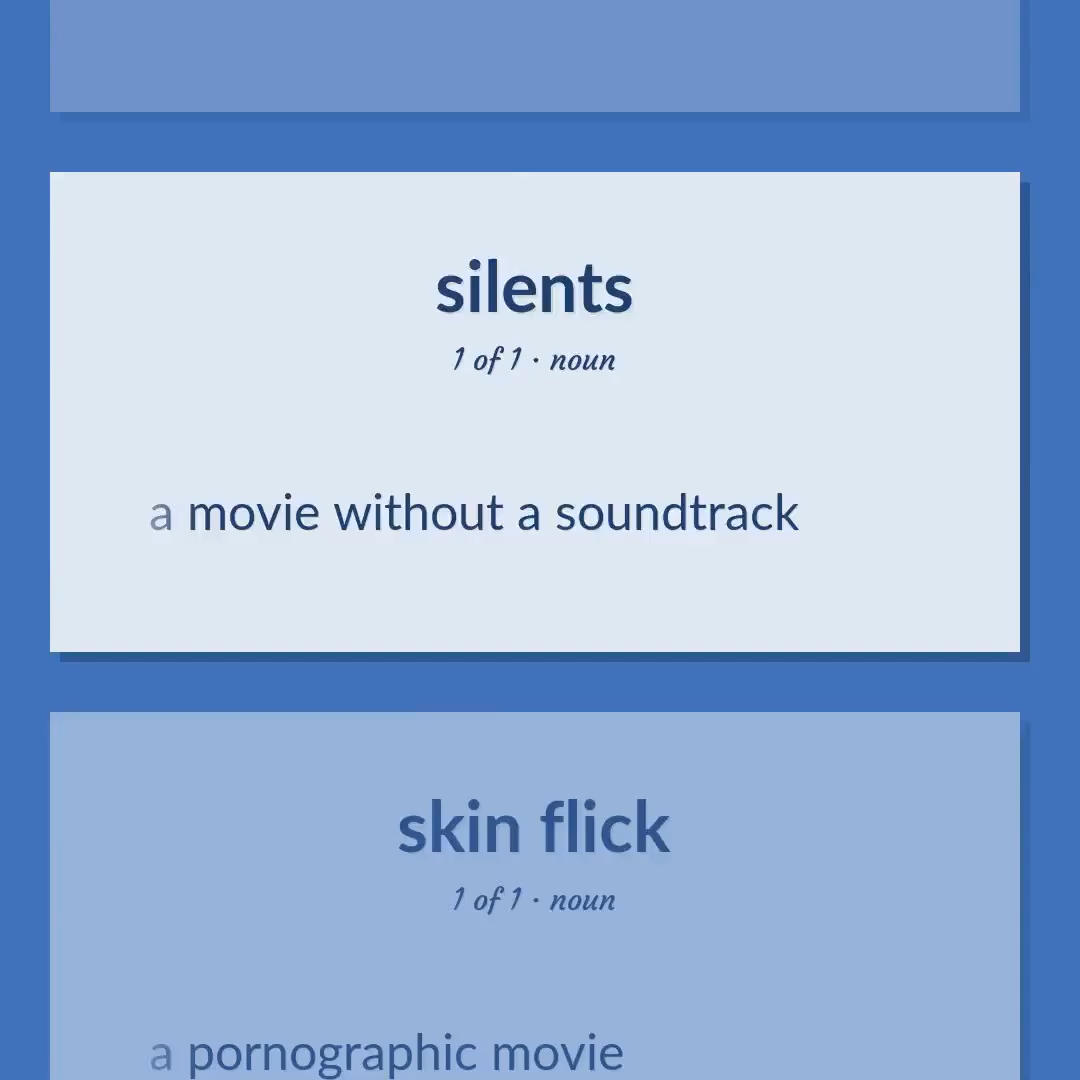 silents
1 of 1 · noun
a movie without a soundtrack
skin flick
1 of 1 · noun
a pornographic movie